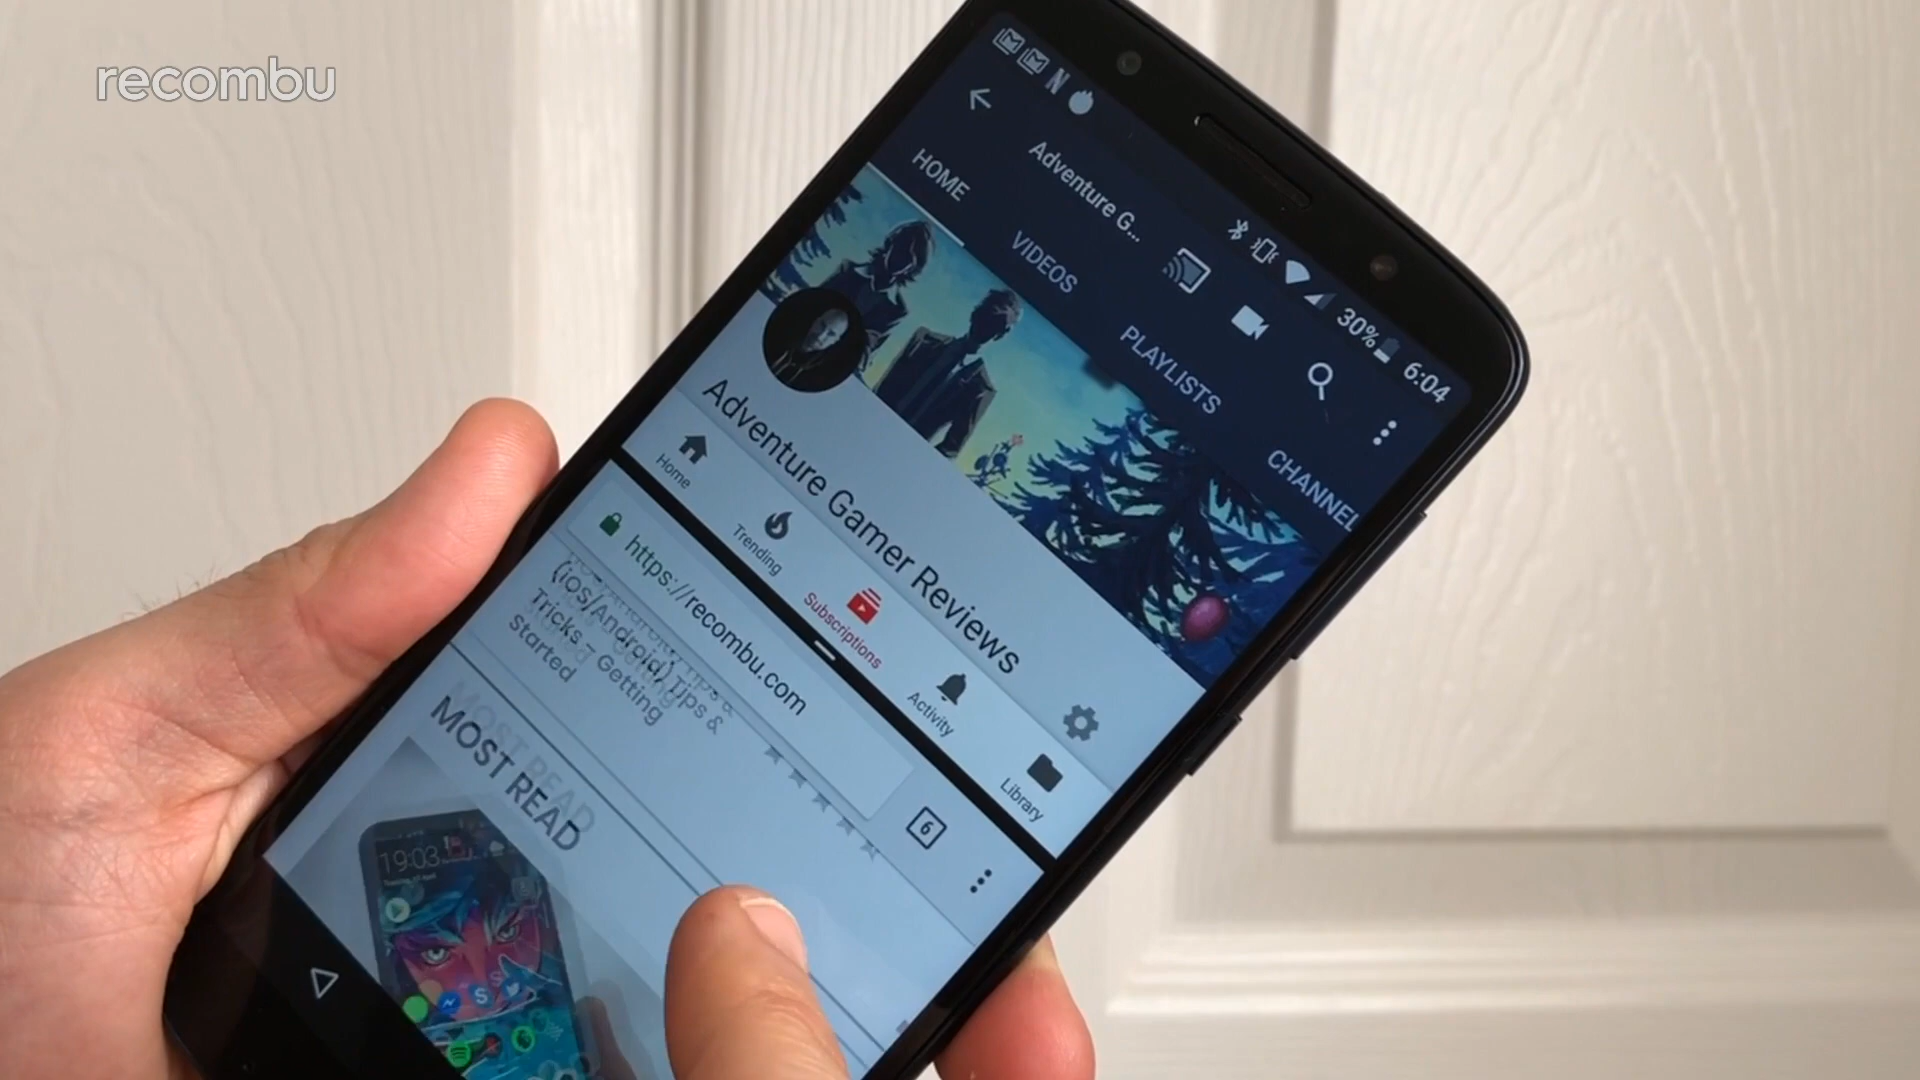 recombu
30% 6:04
Adventure G...
HOME VIDEOS PLAYLISTS CHANNEL
Adventure Gamer Reviews
Home Trending Subscriptions Activity Library
https://recombu.com
6
(iOS/Android) Tips &
Tricks – Getting
Started
MOST READ
19:03